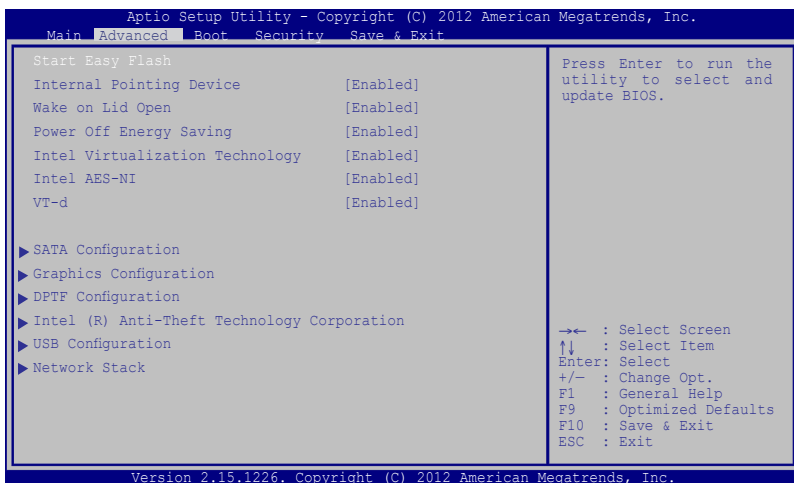 Aptio Setup Utility - Copyright (C) 2012 American Megatrends, Inc.
Main Advanced Boot Security Save & Exit
Start Easy Flash
Internal Pointing Device [Enabled]
Wake on Lid Open [Enabled]
Power Off Energy Saving [Enabled]
Intel Virtualization Technology [Enabled]
Intel AES-NI [Enabled]
VT-d [Enabled]
SATA Configuration
Graphics Configuration
DPTF Configuration
Intel (R) Anti-Theft Technology Corporation
USB Configuration
Network Stack
Press Enter to run the
utility to select and
update BIOS.
→← : Select Screen
↑↓ : Select Item
Enter: Select
+/— : Change Opt.
F1 : General Help
F9 : Optimized Defaults
F10 : Save & Exit
ESC : Exit
Version 2.15.1226. Copyright (C) 2012 American Megatrends, Inc.